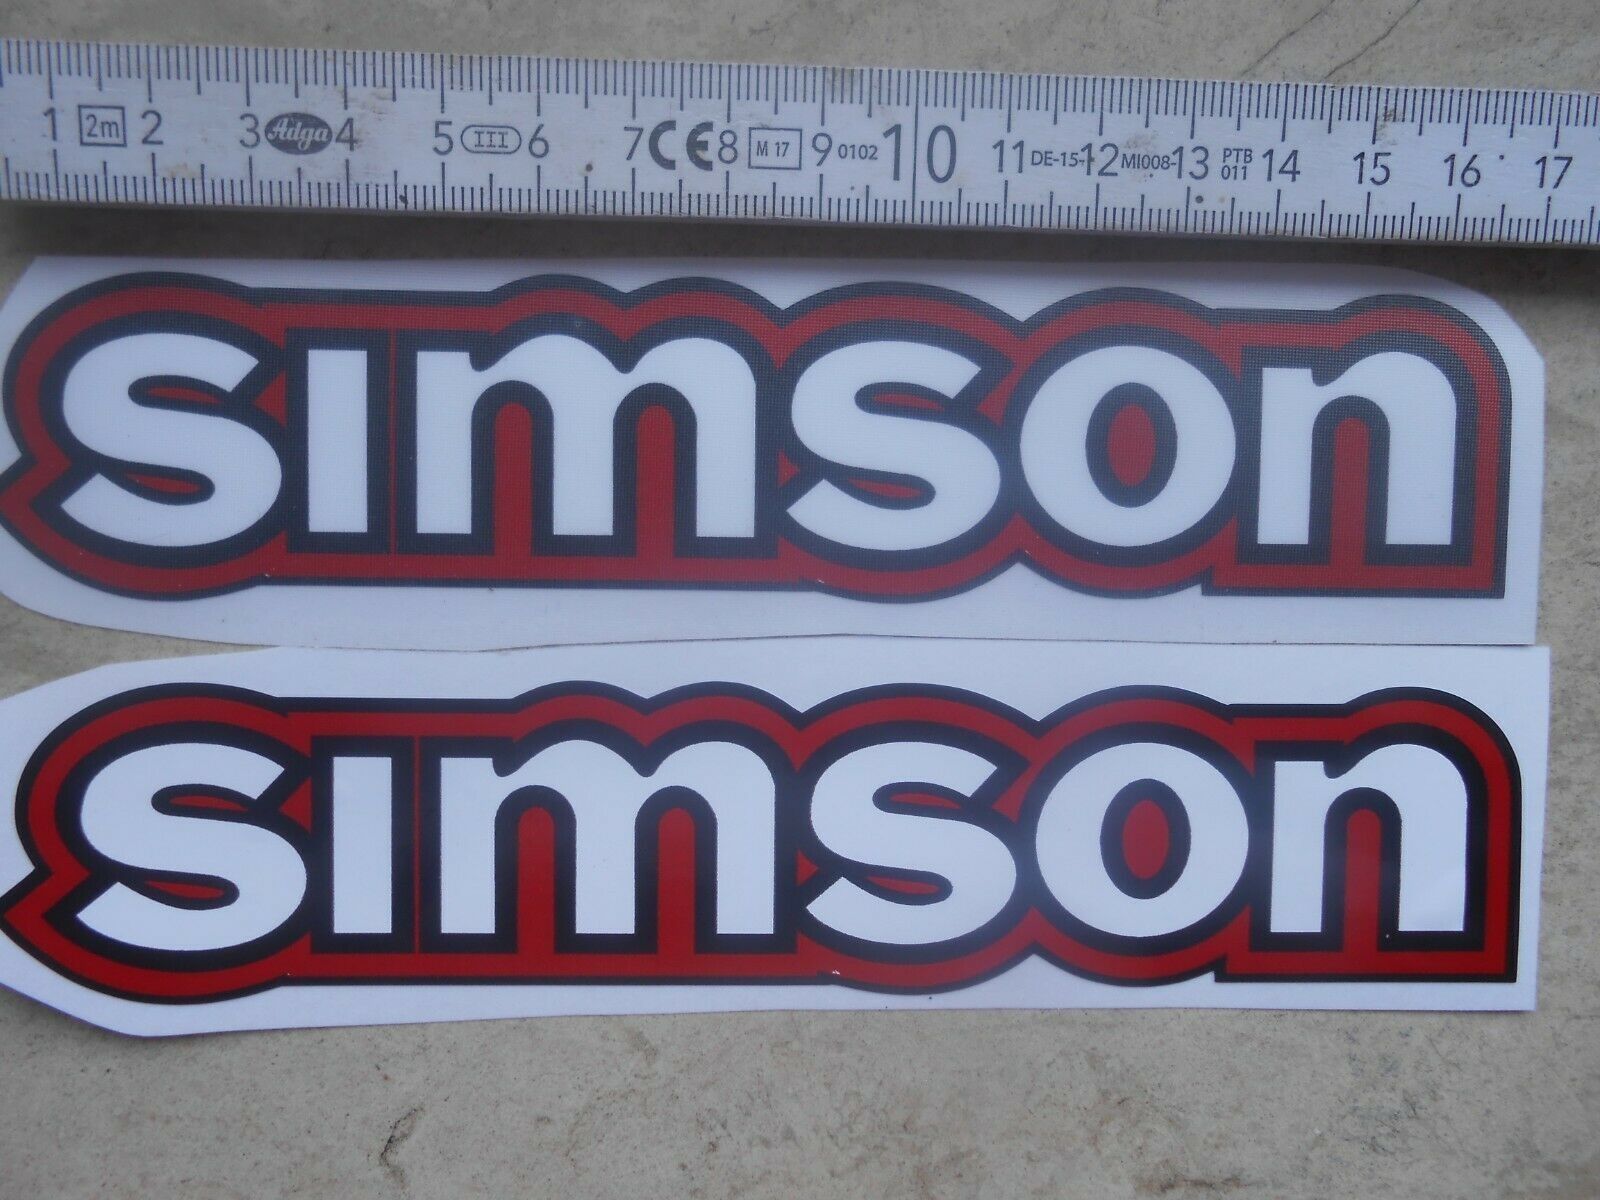 1 2m 2 3 Adga 4 5 III 6 7 CE 8 M 17 9 0102 10 11 DE-15- 12 MI008- 13 PTB 011 14 15 16 17
simson
simson